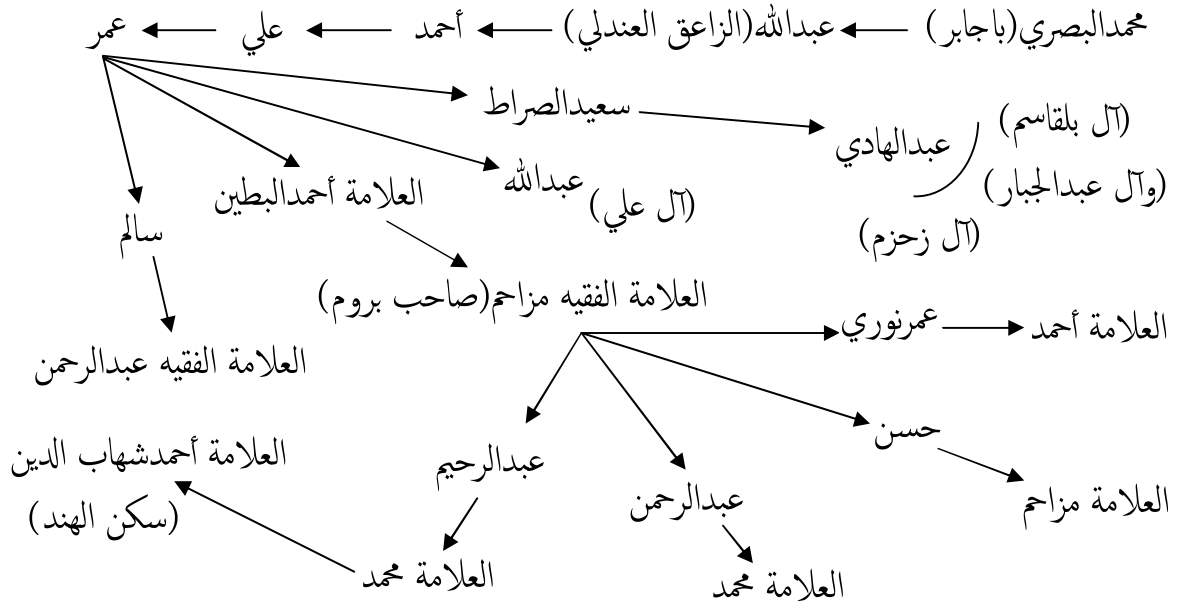 محمدالبصري(باجابر) عبدالله(الزاعق العندلي) أحمد علي عمر
سعيدالصراط
(آل بلقاسم)
عبدالهادي
(وآل عبدالجبار)
(آل زحزم)
عبدالله
(آل علي)
العلامة أحمدالبطين
سالم
العلامة الفقيه مزاحم(صاحب بروم)
عمرنوري
العلامة أحمد
العلامة الفقيه عبدالرحمن
حسن
العلامة مزاحم
عبدالرحمن
العلامة محمد
عبدالرحيم
العلامة محمد
العلامة أحمدشهاب الدين
(سكن الهند)